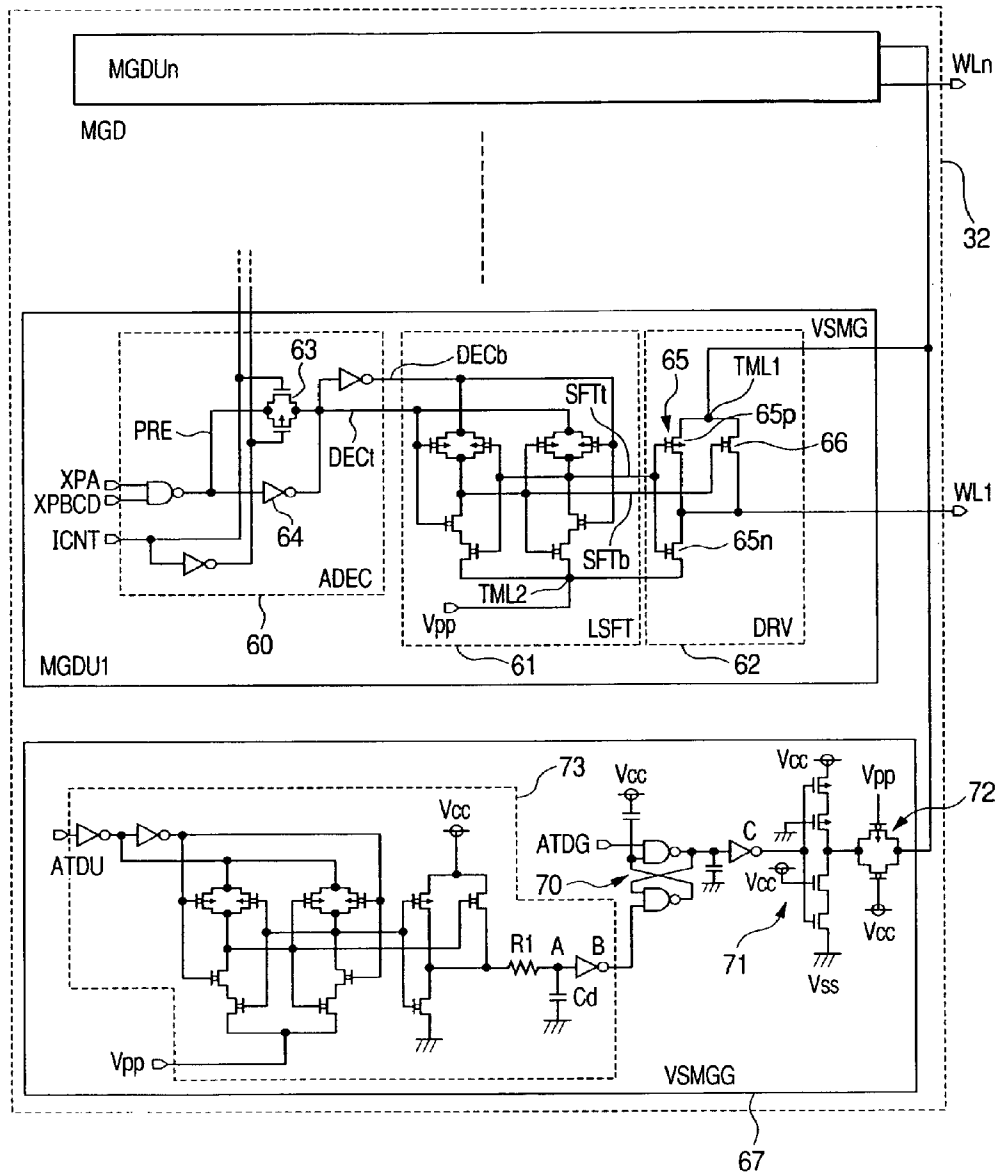 MGDUn
WLn
MGD
32
VSMG
63
DECb
65
TML1
SFTt
65p
PRE
66
DECt
XPA
XPBCD
WL1
64
ICNT
65n
SFTb
ADEC
TML2
Vpp
LSFT
DRV
60
61
62
MGDU1
73
Vcc
Vcc
Vpp
72
Vcc
ATDG
C
ATDU
70
Vcc
71
Vcc
R1
A
B
Cd
Vss
Vpp
VSMGG
67